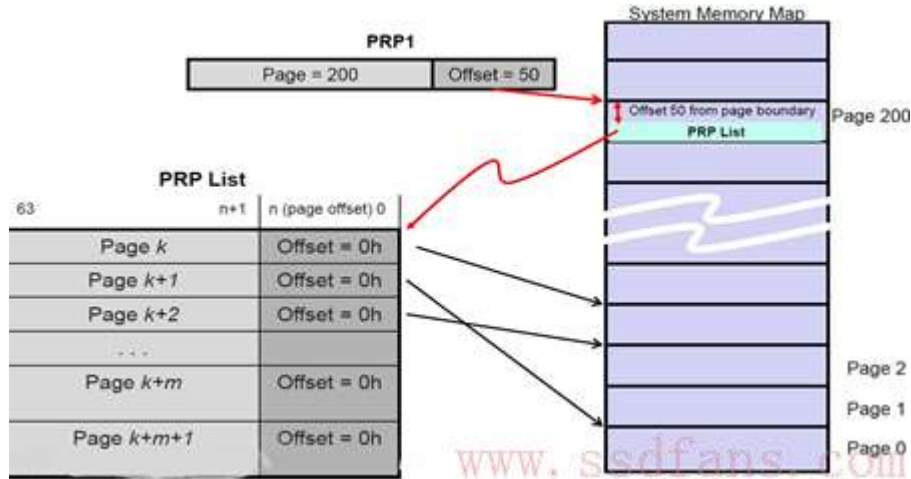 System Memory Map
PRP1
Page = 200 Offset = 50
Offset 50 from page boundary
PRP List
Page 200
PRP List
63 n+1 n (page offset) 0
Page k Offset = 0h
Page k+1 Offset = 0h
Page k+2 Offset = 0h
. . .
Page k+m Offset = 0h
Page k+m+1 Offset = 0h
Page 2
Page 1
Page 0
www.ssdfans.com